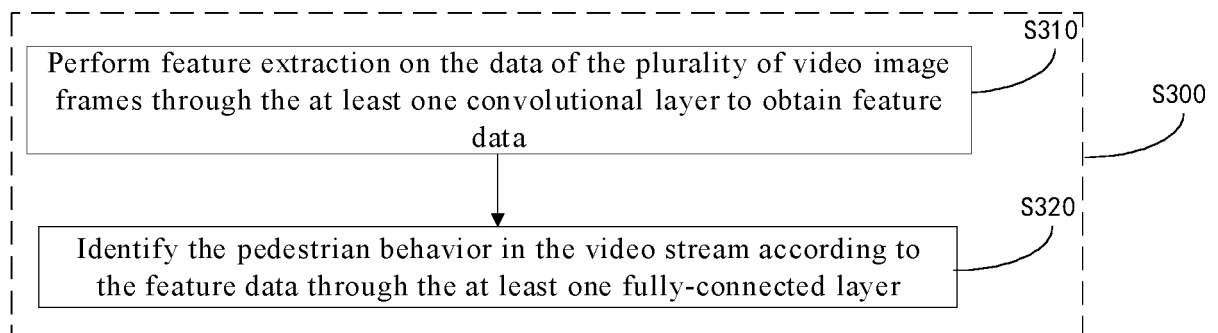 S310
Perform feature extraction on the data of the plurality of video image
frames through the at least one convolutional layer to obtain feature
data
S300
S320
Identify the pedestrian behavior in the video stream according to
the feature data through the at least one fully-connected layer